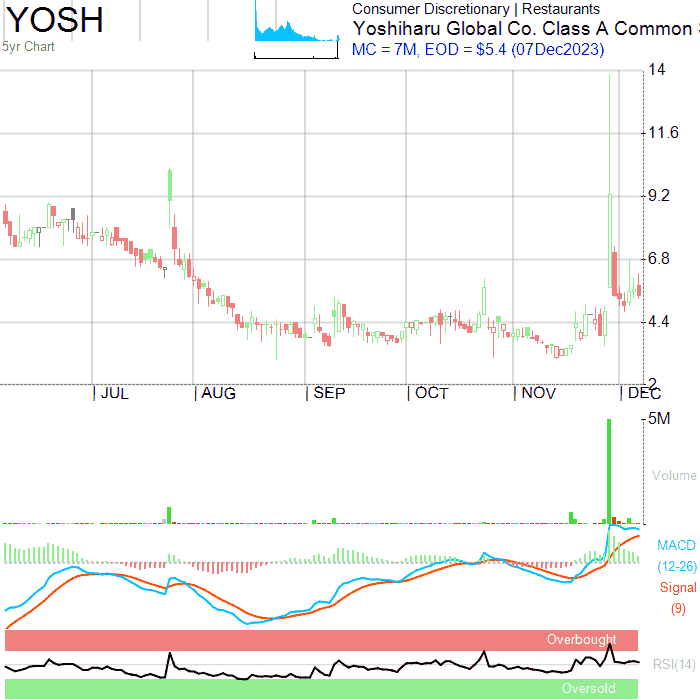 YOSH
5yr Chart
Consumer Discretionary | Restaurants
Yoshiharu Global Co. Class A Common
MC = 7M, EOD = $5.4 (07Dec2023)
14
11.6
9.2
6.8
4.4
2
JUL AUG SEP OCT NOV DEC
5M
Volume
MACD
(12-26)
Signal
(9)
Overbought
RSI(14)
Oversold